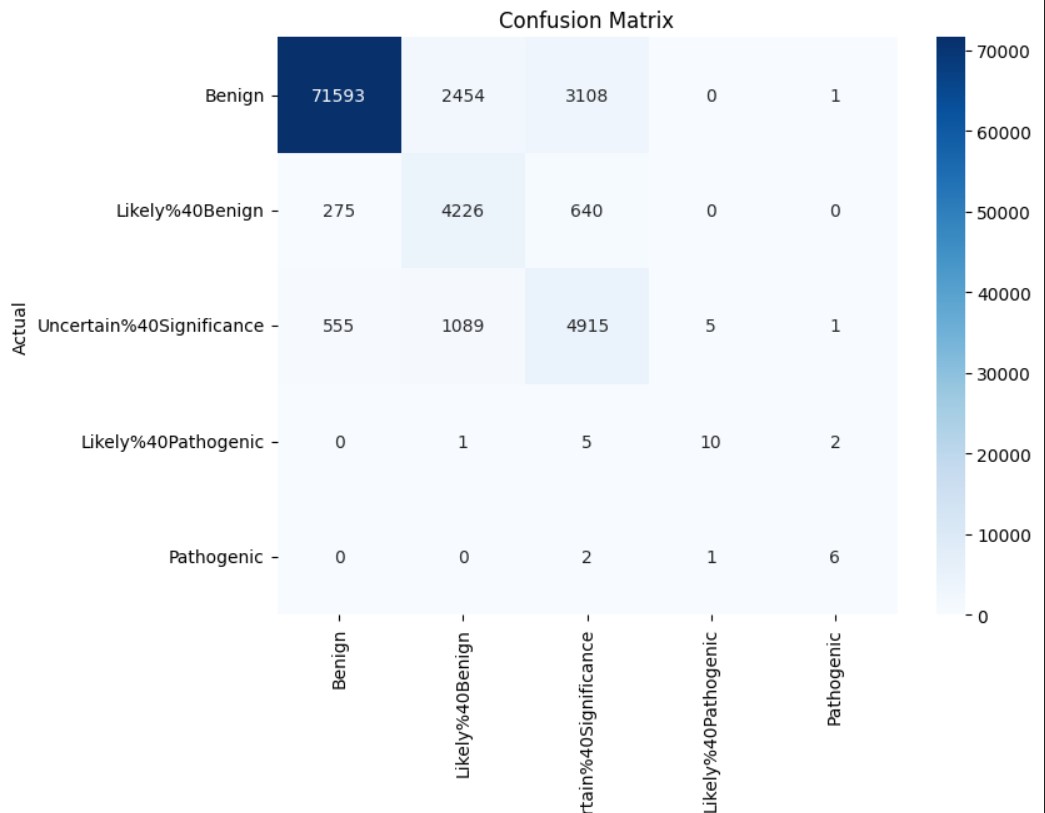 Confusion Matrix
Benign 71593 2454 3108 0 1
Likely%40Benign 275 4226 640 0 0
Uncertain%40Significance 555 1089 4915 5 1
Likely%40Pathogenic 0 1 5 10 2
Pathogenic 0 0 2 1 6
Actual
Benign
Likely%40Benign
rtain%40Significance
Likely%40Pathogenic
Pathogenic
70000
60000
50000
40000
30000
20000
10000
0